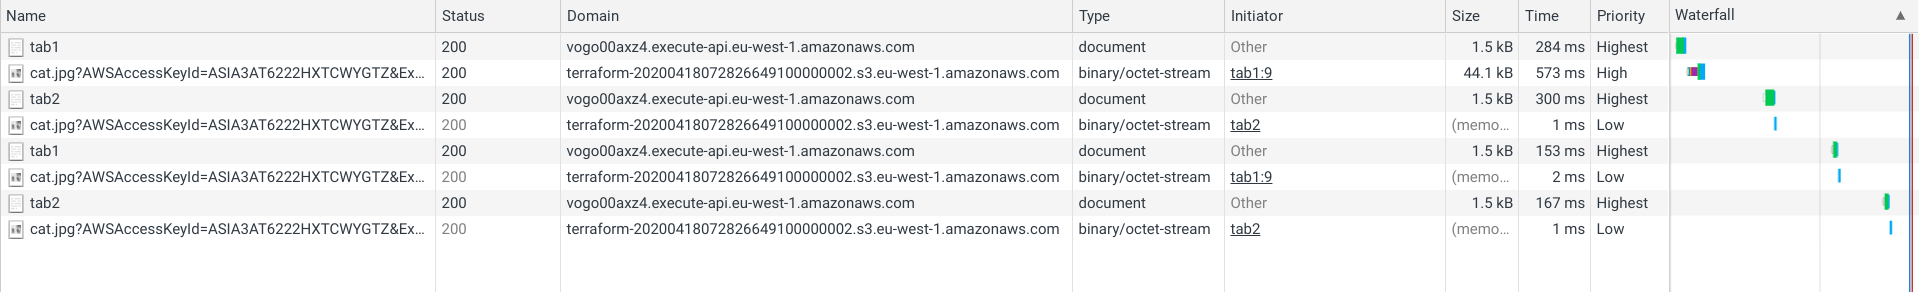 Name Status Domain Type Initiator Size Time Priority Waterfall
tab1 200 vogo00axz4.execute-api.eu-west-1.amazonaws.com document Other 1.5 kB 284 ms Highest
cat.jpg?AWSAccessKeyId=ASIA3AT6222HXTCWYGTZ&Ex... 200 terraform-20200418072826649100000002.s3.eu-west-1.amazonaws.com binary/octet-stream tab1:9 44.1 kB 573 ms High
tab2 200 vogo00axz4.execute-api.eu-west-1.amazonaws.com document Other 1.5 kB 300 ms Highest
cat.jpg?AWSAccessKeyId=ASIA3AT6222HXTCWYGTZ&Ex... 200 terraform-20200418072826649100000002.s3.eu-west-1.amazonaws.com binary/octet-stream tab2 (memo... 1 ms Low
tab1 200 vogo00axz4.execute-api.eu-west-1.amazonaws.com document Other 1.5 kB 153 ms Highest
cat.jpg?AWSAccessKeyId=ASIA3AT6222HXTCWYGTZ&Ex... 200 terraform-20200418072826649100000002.s3.eu-west-1.amazonaws.com binary/octet-stream tab1:9 (memo... 2 ms Low
tab2 200 vogo00axz4.execute-api.eu-west-1.amazonaws.com document Other 1.5 kB 167 ms Highest
cat.jpg?AWSAccessKeyId=ASIA3AT6222HXTCWYGTZ&Ex... 200 terraform-20200418072826649100000002.s3.eu-west-1.amazonaws.com binary/octet-stream tab2 (memo... 1 ms Low